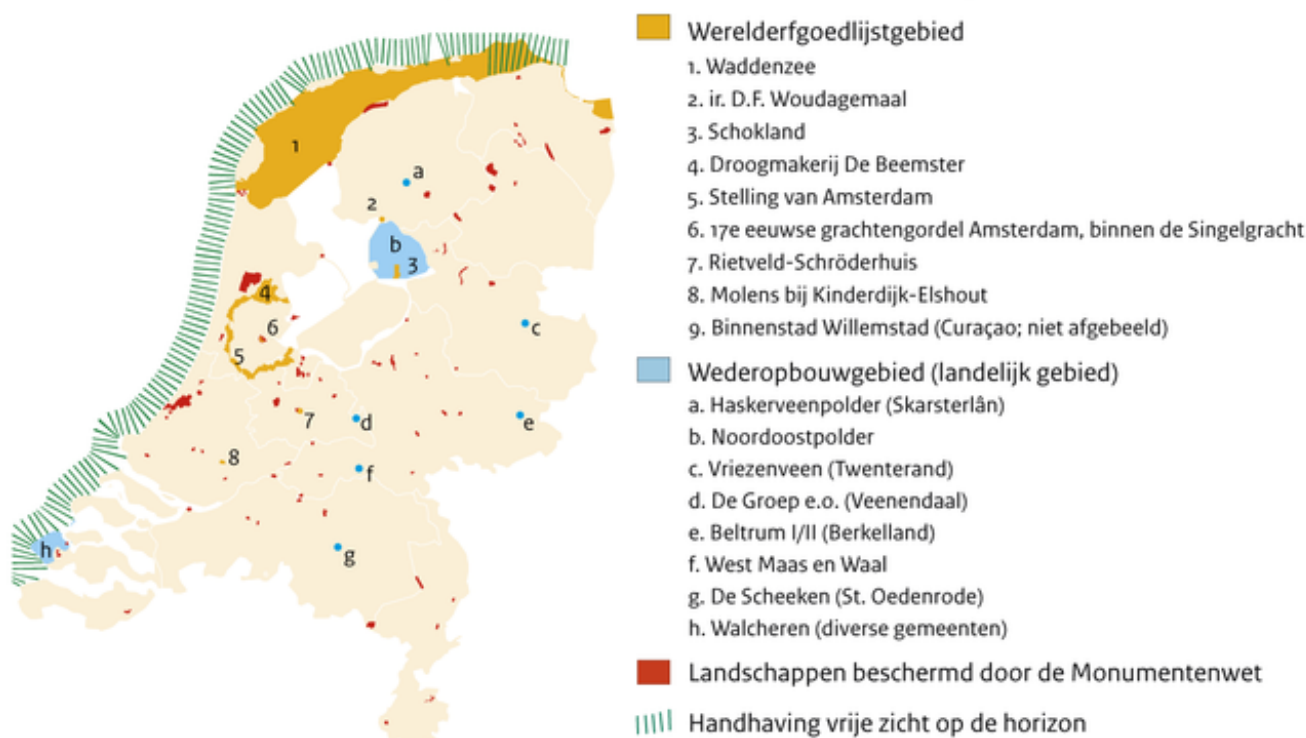 1
a
2
b
3
4
6
c
5
7
d
e
8
f
h
g
Werelderfgoedlijstgebied
1. Waddenzee
2. ir. D.F. Woudagemaal
3. Schokland
4. Droogmakerij De Beemster
5. Stelling van Amsterdam
6. 17e eeuwse grachtengordel Amsterdam, binnen de Singelgracht
7. Rietveld-Schröderhuis
8. Molens bij Kinderdijk-Elshout
9. Binnenstad Willemstad (Curaçao; niet afgebeeld)
Wederopbouwgebied (landelijk gebied)
a. Haskerveenpolder (Skarsterlân)
b. Noordoostpolder
c. Vriezenveen (Twenterand)
d. De Groep e.o. (Veenendaal)
e. Beltrum I/II (Berkelland)
f. West Maas en Waal
g. De Scheeken (St. Oedenrode)
h. Walcheren (diverse gemeenten)
Landschappen beschermd door de Monumentenwet
Handhaving vrije zicht op de horizon